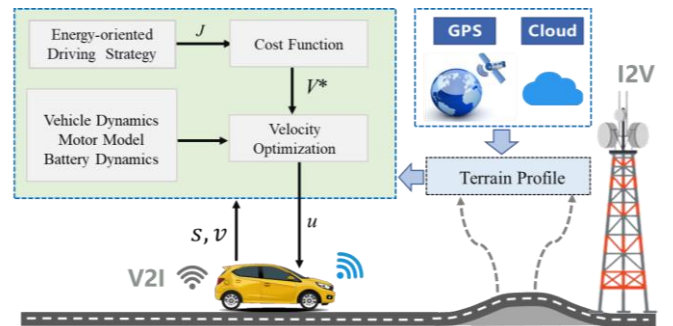 Energy-oriented
Driving Strategy
J
Cost Function
V*
Vehicle Dynamics
Motor Model
Battery Dynamics
Velocity
Optimization
GPS
Cloud
I2V
Terrain Profile
s, v
u
V2I